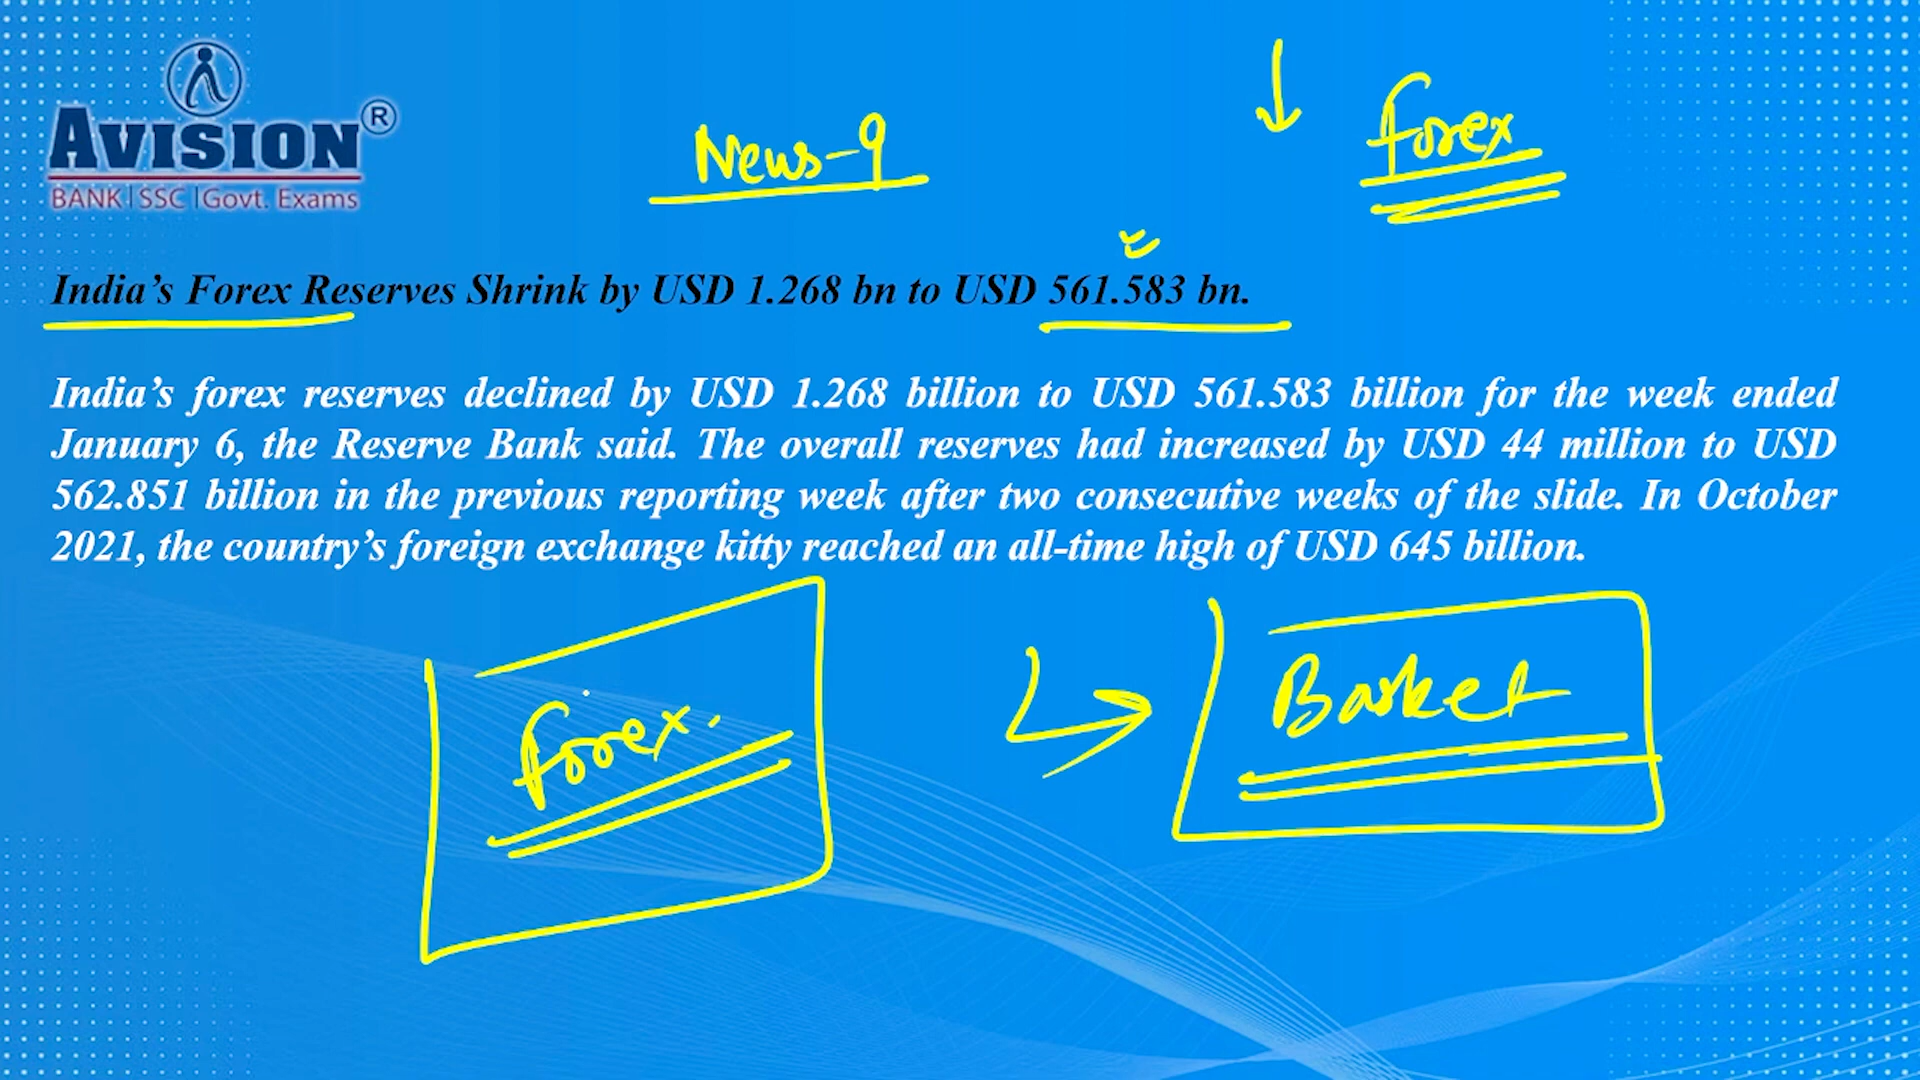 AVISION®
BANK | SSC | Govt. Exams
News-9
↓ Forex
India's Forex Reserves Shrink by USD 1.268 bn to USD 561.583 bn.
India's forex reserves declined by USD 1.268 billion to USD 561.583 billion for the week ended
January 6, the Reserve Bank said. The overall reserves had increased by USD 44 million to USD
562.851 billion in the previous reporting week after two consecutive weeks of the slide. In October
2021, the country's foreign exchange kitty reached an all-time high of USD 645 billion.
Forex.
Basket